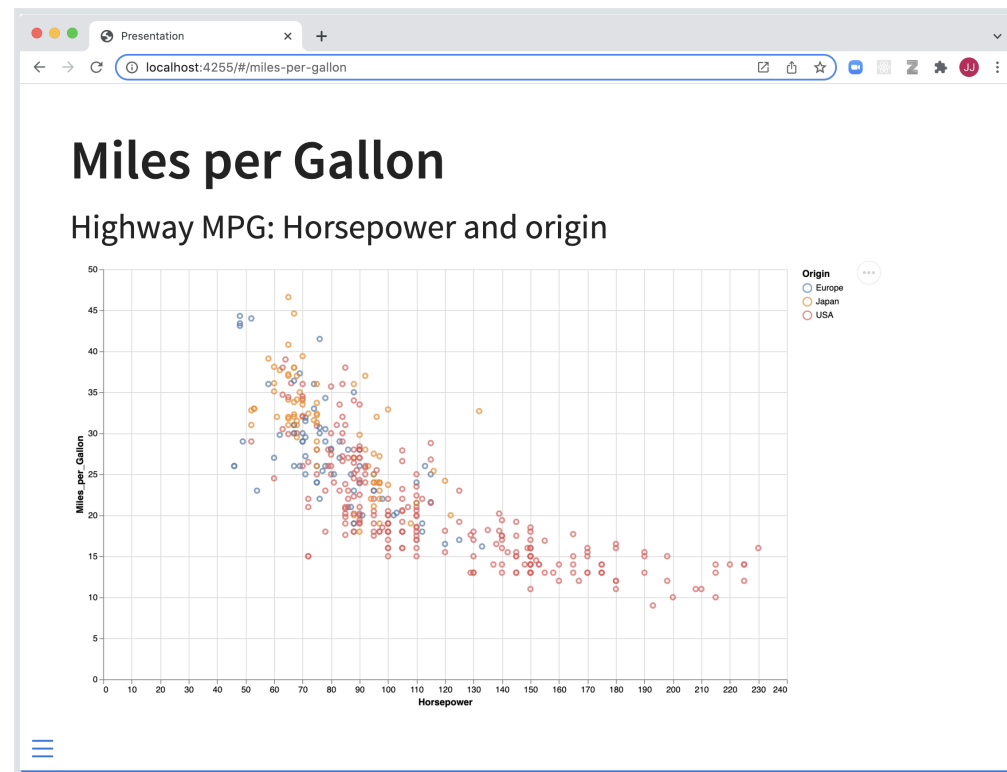 Presentation
localhost:4255/#/miles-per-gallon
JJ
Miles per Gallon
Highway MPG: Horsepower and origin
Origin
Europe
Japan
USA
Miles_per_Gallon
50
45
40
35
30
25
20
15
10
5
0
0 10 20 30 40 50 60 70 80 90 100 110 120 130 140 150 160 170 180 190 200 210 220 230 240
Horsepower